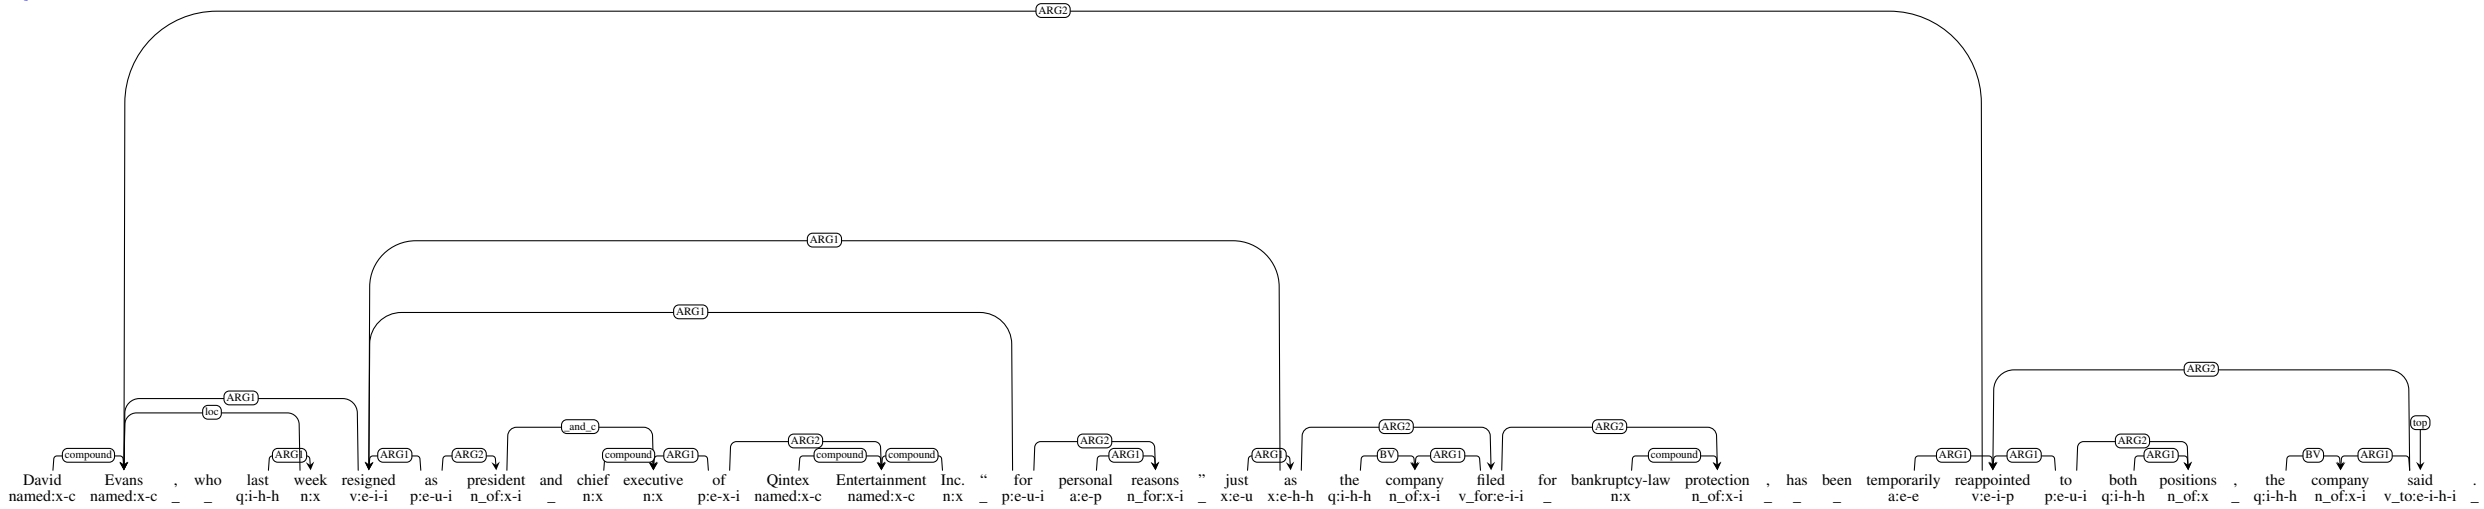 ARG2
ARG1
ARG1
ARG2
ARG1
loc
top
_and_c ARG2 ARG2
ARG2 ARG2 ARG2
compound ARG1 ARG1 ARG2 compound ARG1 compound compound ARG1 ARG1 BV ARG1 compound ARG1 ARG1 ARG1 BV ARG1
David Evans , who last week resigned as president and chief executive of Qintex Entertainment Inc. “ for personal reasons ” just as the company filed for bankruptcy-law protection , has been temporarily reappointed to both positions , the company said .
named:x-c named:x-c _ _ q:i-h-h n:x v:e-i-i p:e-u-i n_of:x-i _ n:x n:x p:e-x-i named:x-c named:x-c n:x _ p:e-u-i a:e-p n_for:x-i _ x:e-u x:e-h-h q:i-h-h n_of:x-i v_for:e-i-i _ n:x n_of:x-i _ _ _ a:e-e v:e-i-p p:e-u-i q:i-h-h n_of:x _ q:i-h-h n_of:x-i v_to:e-i-h-i _